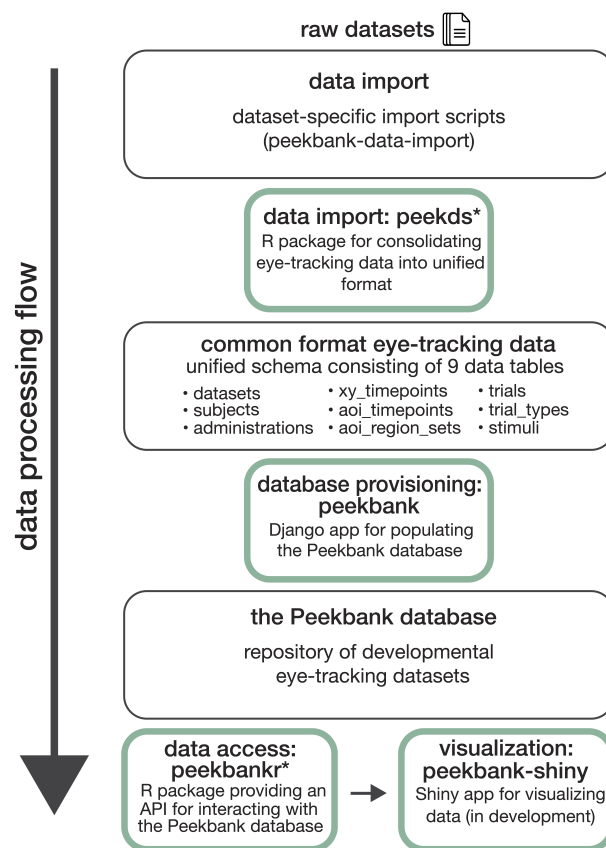 raw datasets
data import
dataset-specific import scripts
(peekbank-data-import)
data import: peekds*
R package for consolidating
eye-tracking data into unified
format
common format eye-tracking data
unified schema consisting of 9 data tables
• datasets • xy_timepoints • trials
• subjects • aoi_timepoints • trial_types
• administrations • aoi_region_sets • stimuli
database provisioning:
peekbank
Django app for populating
the Peekbank database
the Peekbank database
repository of developmental
eye-tracking datasets
data access:
peekbankr*
R package providing an
API for interacting with
the Peekbank database
visualization:
peekbank-shiny
Shiny app for visualizing
data (in development)
data processing flow